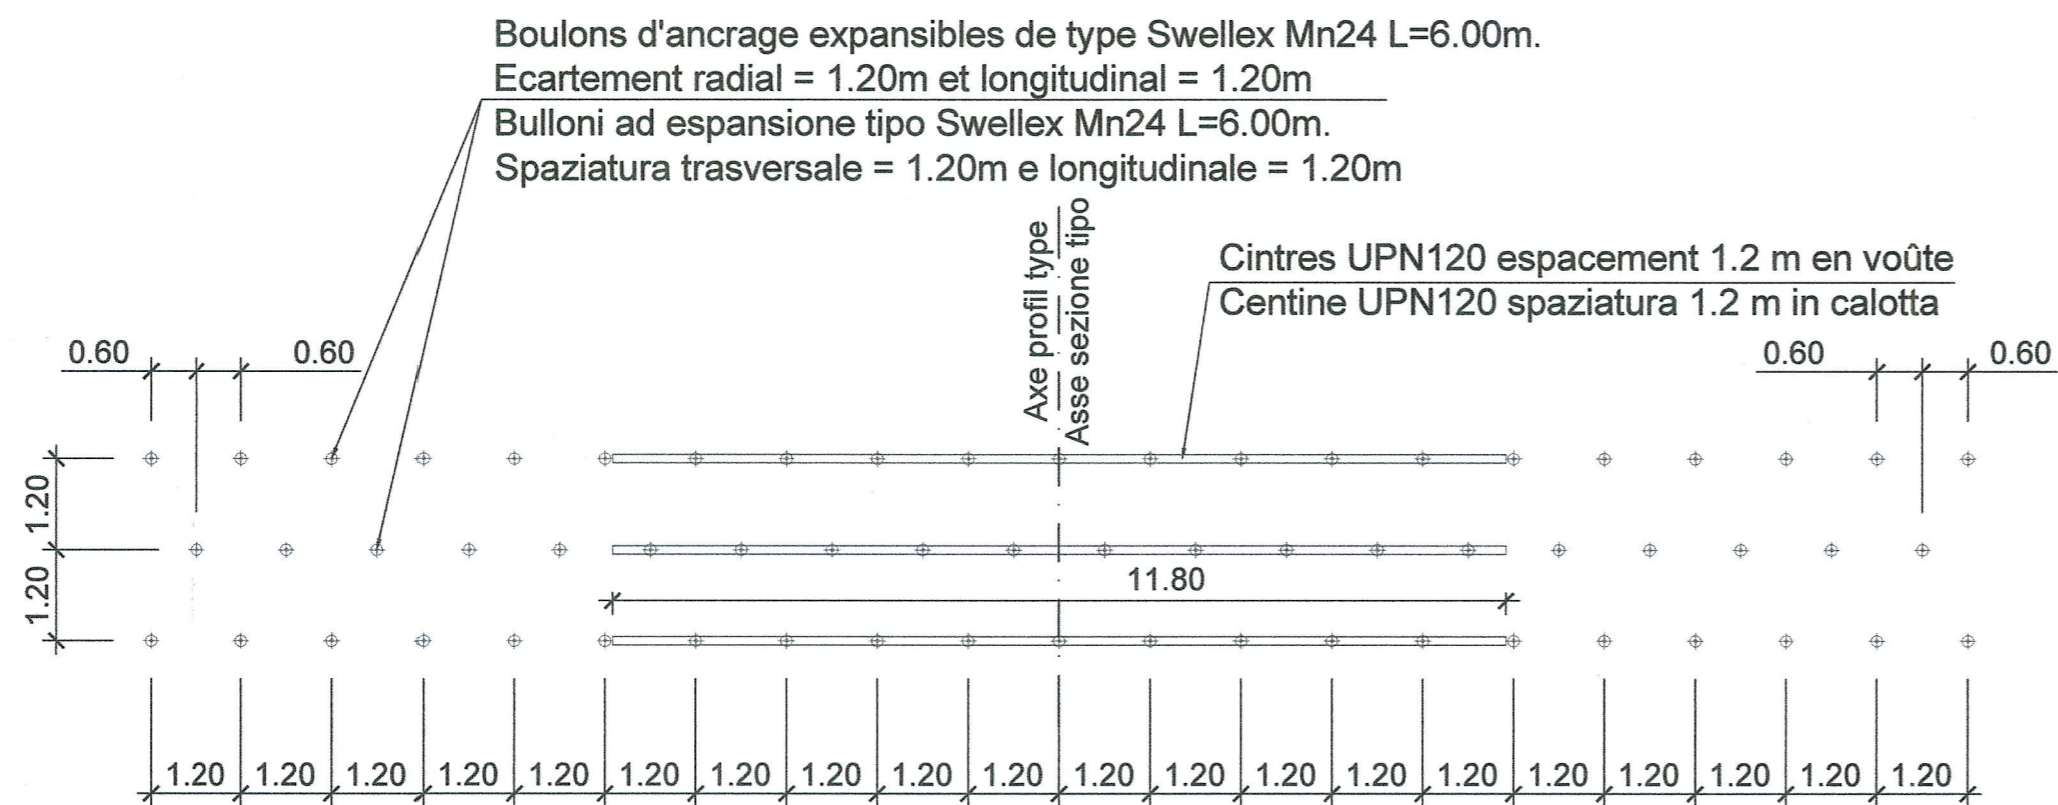 Boulons d'ancrage expansibles de type Swellex Mn24 L=6.00m.
Ecartement radial = 1.20m et longitudinal = 1.20m
Bulloni ad espansione tipo Swellex Mn24 L=6.00m.
Spaziatura trasversale = 1.20m e longitudinale = 1.20m
Axe profil type
Asse sezione tipo
Cintres UPN120 espacement 1.2 m en voûte
Centine UPN120 spaziatura 1.2 m in calotta
0.60 0.60 0.60 0.60
1.20
1.20
11.80
1.20 1.20 1.20 1.20 1.20 1.20 1.20 1.20 1.20 1.20 1.20 1.20 1.20 1.20 1.20 1.20 1.20 1.20 1.20 1.20